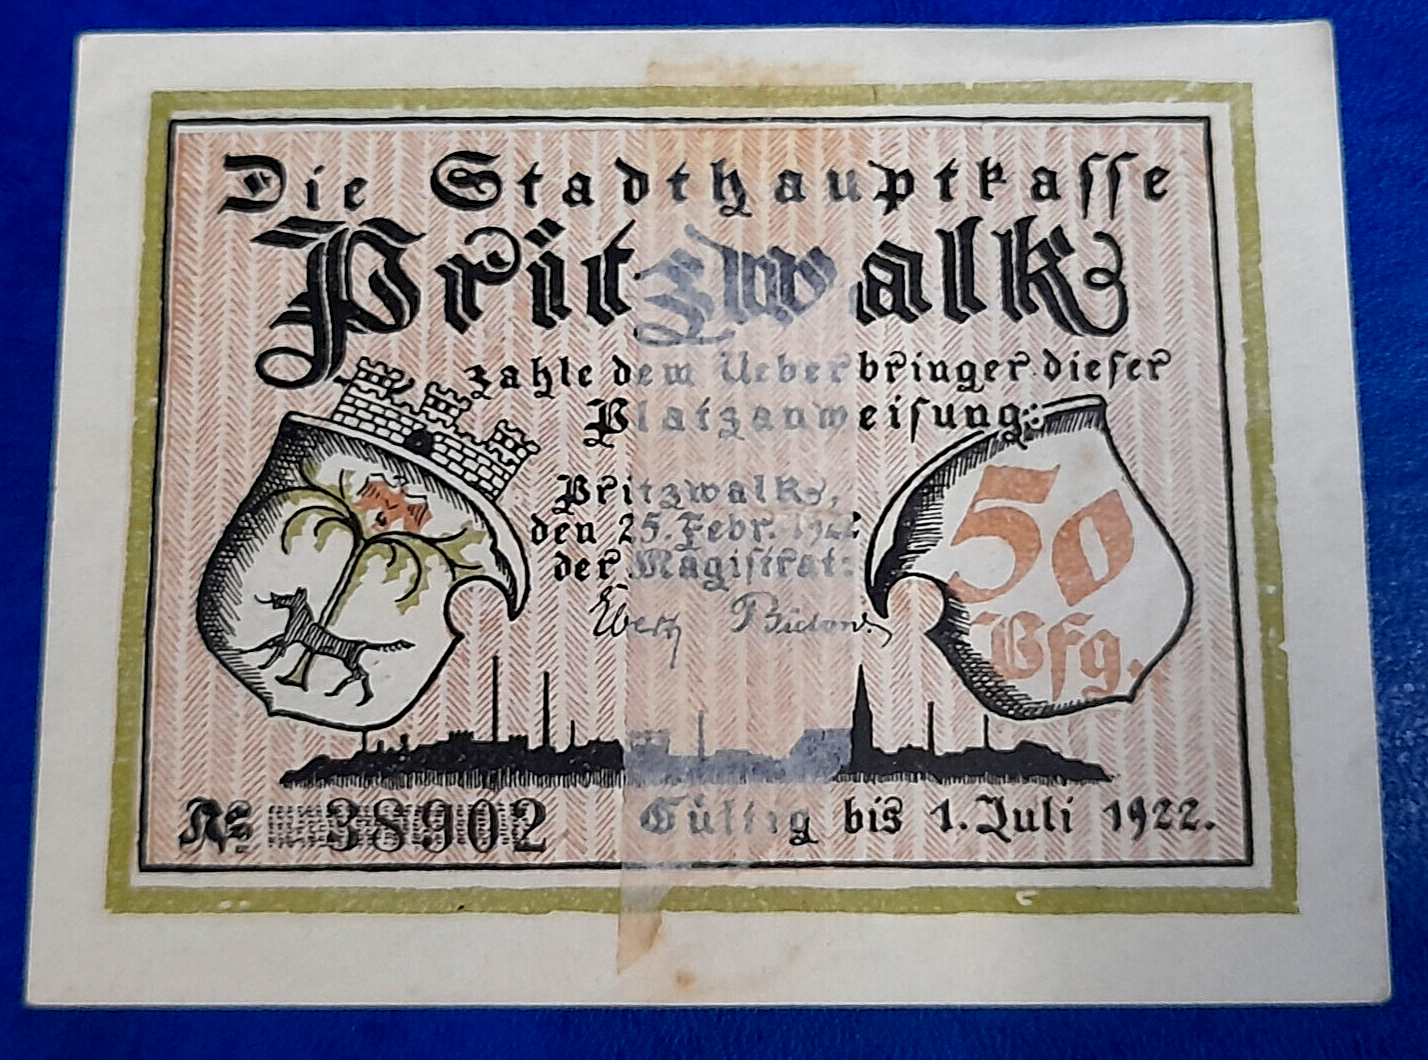 Die Stadthauptkasse
Pritzwalk
zahle dem Ueberbringer dieser
Platzanweisung:
Pritzwalk,
den 25. Febr. 1922
der Magistrat:
50
Pfg.
No 38902
Gültig bis 1. Juli 1922.